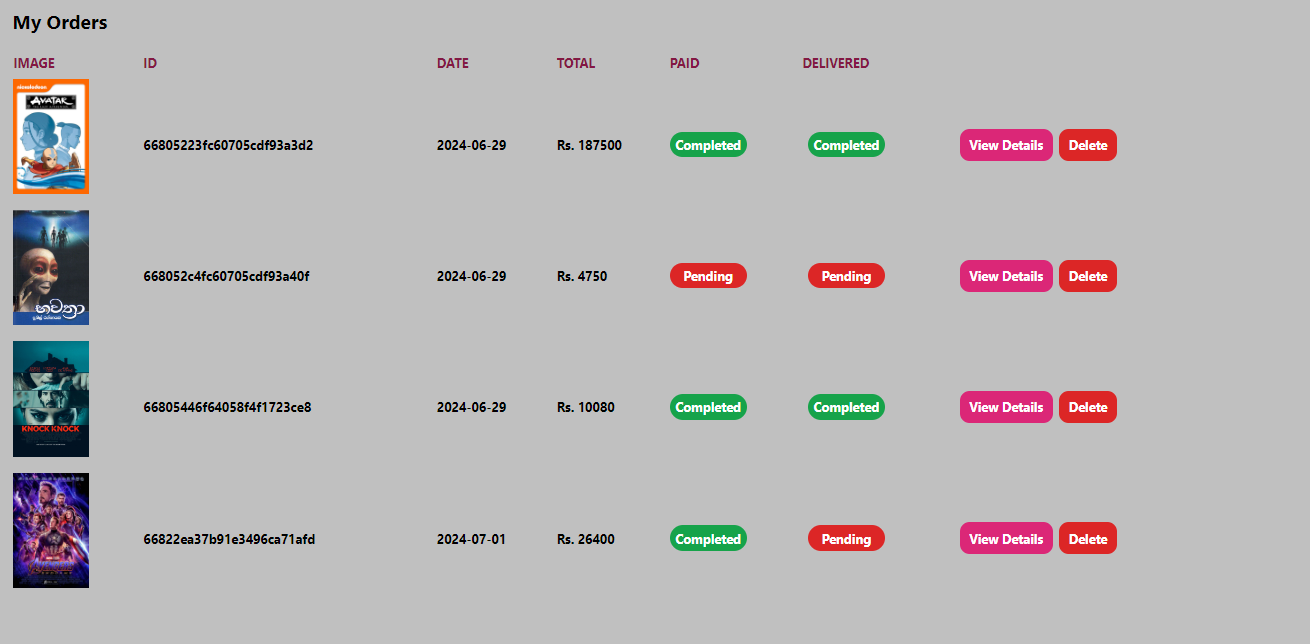 My Orders
IMAGE ID DATE TOTAL PAID DELIVERED
nickelodeon
AVATAR
66805223fc60705cdf93a3d2 2024-06-29 Rs. 187500 Completed Completed View Details Delete
668052c4fc60705cdf93a40f 2024-06-29 Rs. 4750 Pending Pending View Details Delete
66805446f64058f4f1723ce8 2024-06-29 Rs. 10080 Completed Completed View Details Delete
KNOCK KNOCK
66822ea37b91e3496ca71afd 2024-07-01 Rs. 26400 Completed Pending View Details Delete